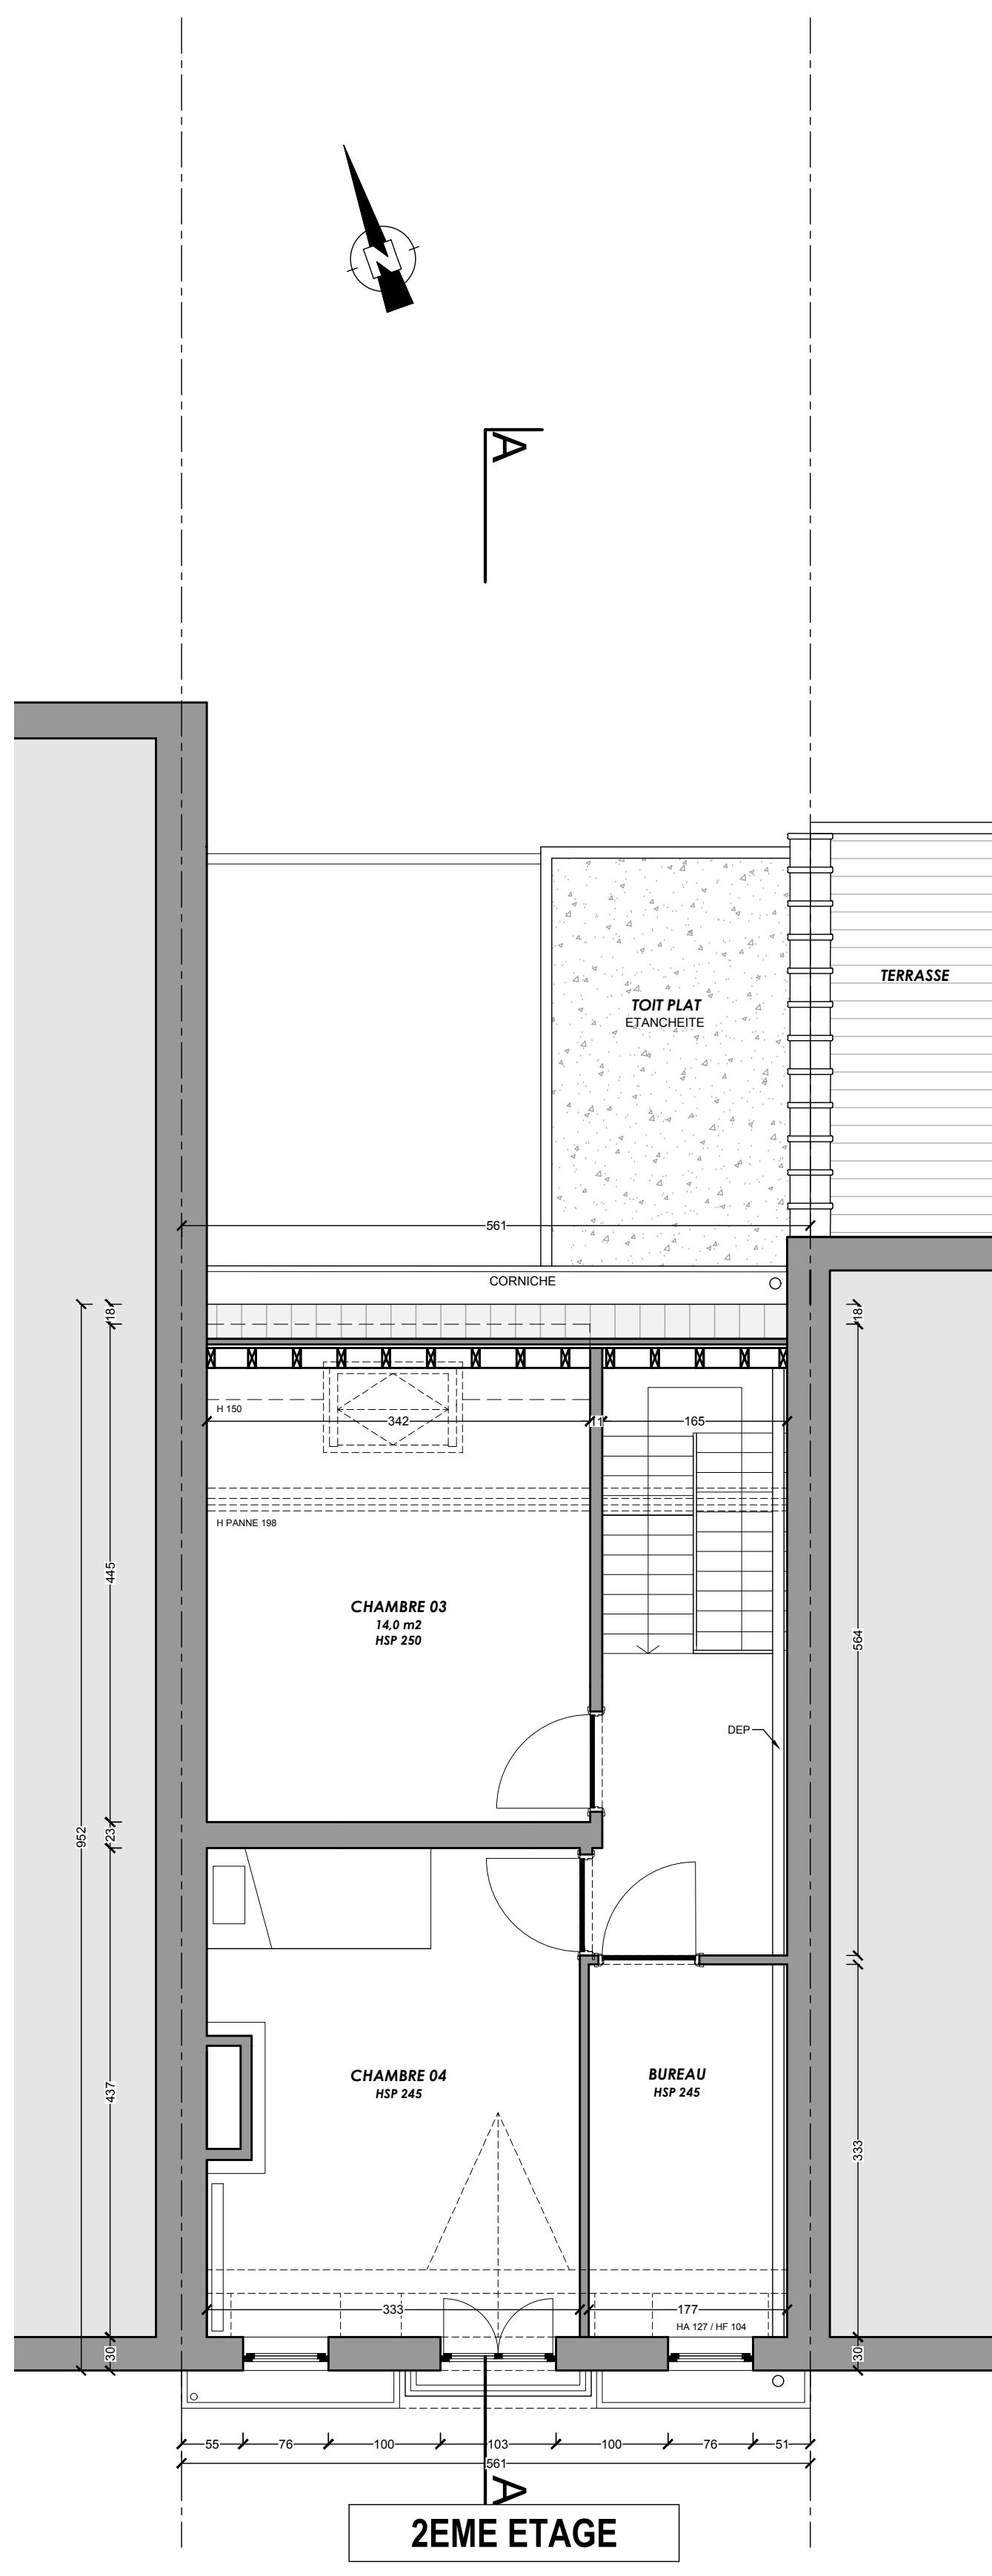 N
A
TERRASSE
TOIT PLAT
ETANCHEITE
561
CORNICHE
18
18
H 150
342
11
165
H PANNE 198
445
CHAMBRE 03
14,0 m2
HSP 250
564
DEP
952
23
CHAMBRE 04
HSP 245
BUREAU
HSP 245
437
333
333
177
HA 127 / HF 104
30
30
55
76
100
103
100
76
51
561
A
2EME ETAGE